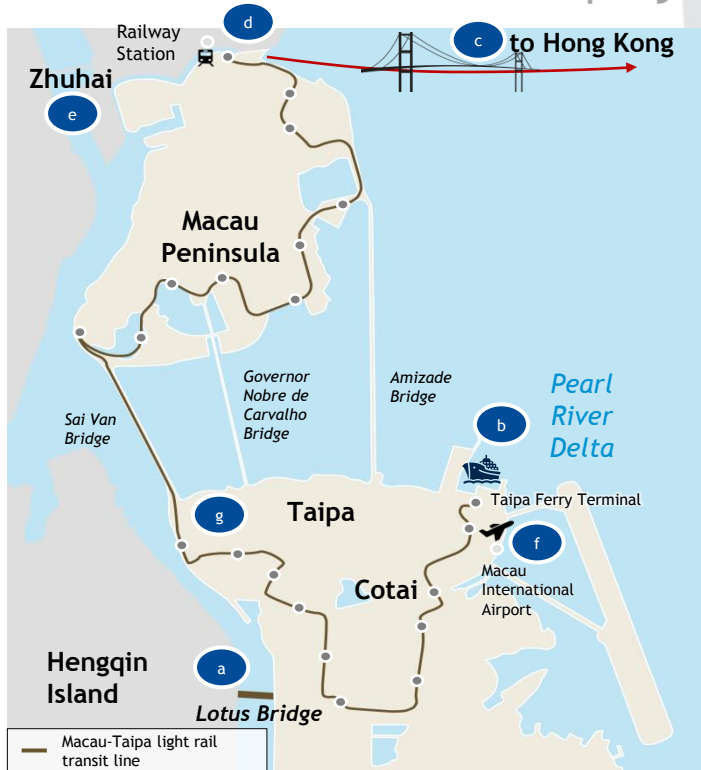 Railway
Station
d
c
to Hong Kong
Zhuhai
e
Macau
Peninsula
Sai Van
Bridge
Governor
Nobre de
Carvalho
Bridge
Amizade
Bridge
Pearl
River
Delta
b
Taipa Ferry Terminal
g
Taipa
f
Macau
International
Airport
Cotai
Hengqin
Island
a
Lotus Bridge
Macau-Taipa light rail
transit line